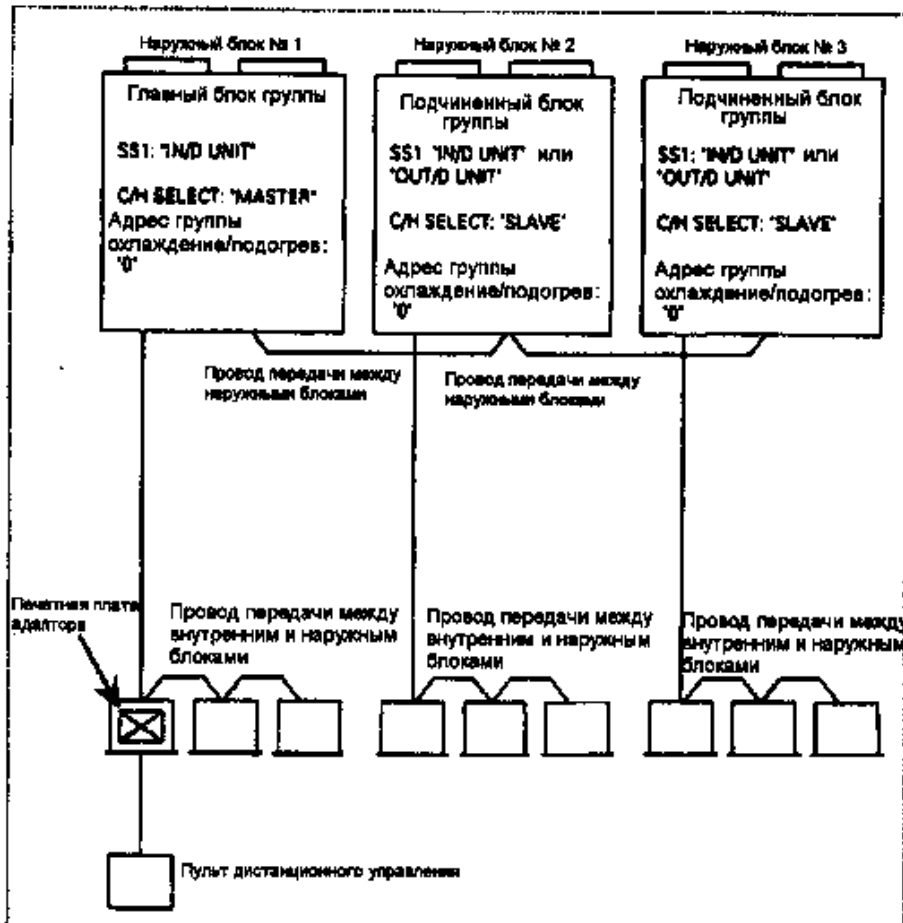 Наружный блок № 1
Главный блок группы
SS1: "IN/D UNIT"
C/H SELECT: "MASTER"
Адрес группы
охлаждение/подогрев:
"0"
Наружный блок № 2
Подчиненный блок
группы
SS1 "IN/D UNIT" или
"OUT/D UNIT"
C/H SELECT: "SLAVE"
Адрес группы
охлаждение/подогрев:
"0"
Наружный блок № 3
Подчиненный блок
группы
SS1: "IN/D UNIT" или
"OUT/D UNIT"
C/H SELECT: "SLAVE"
Адрес группы
охлаждение/подогрев:
"0"
Провод передачи между
наружными блоками
Провод передачи между
наружными блоками
Печатная плата
адаптора
Провод передачи между
внутренним и наружным
блоками
Провод передачи между
внутренним и наружным
блоками
Провод передачи между
внутренним и наружным
блоками
Пульт дистанционного управления